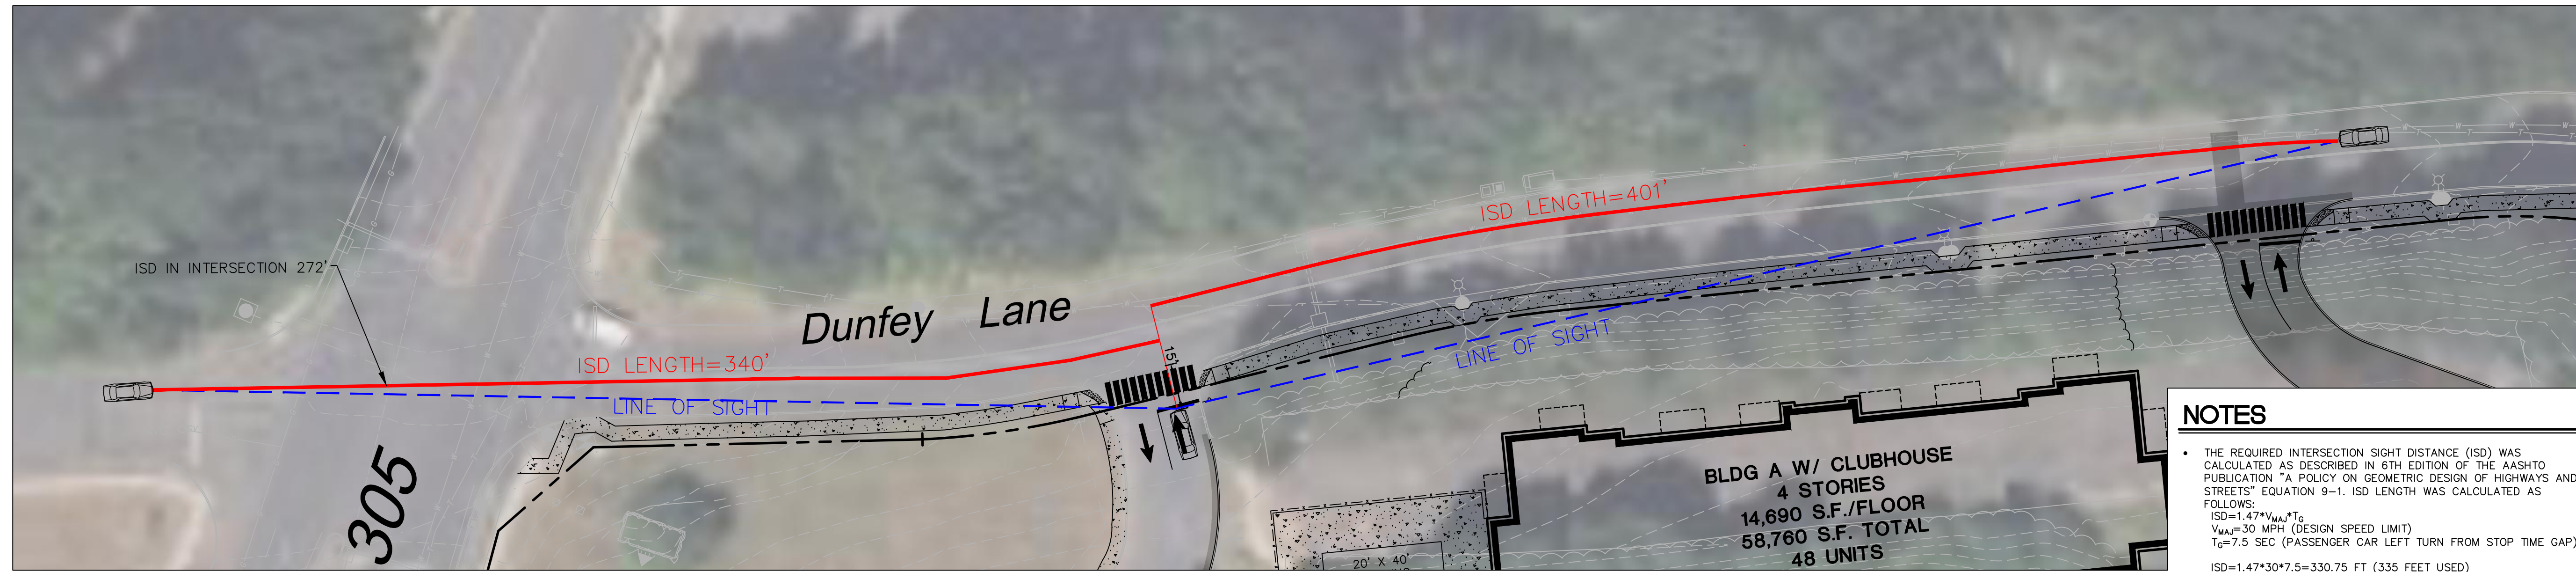 ISD IN INTERSECTION 272'
ISD LENGTH=340'
LINE OF SIGHT
305
Dunfey Lane
15'
ISD LENGTH=401'
LINE OF SIGHT
BLDG A W/ CLUBHOUSE
4 STORIES
14,690 S.F./FLOOR
58,760 S.F. TOTAL
48 UNITS
20' X 40'
NOTES
• THE REQUIRED INTERSECTION SIGHT DISTANCE (ISD) WAS
CALCULATED AS DESCRIBED IN 6TH EDITION OF THE AASHTO
PUBLICATION "A POLICY ON GEOMETRIC DESIGN OF HIGHWAYS AND
STREETS" EQUATION 9-1. ISD LENGTH WAS CALCULATED AS
FOLLOWS:
ISD=1.47*VMAJ*TG
VMAJ=30 MPH (DESIGN SPEED LIMIT)
TG=7.5 SEC (PASSENGER CAR LEFT TURN FROM STOP TIME GAP)
ISD=1.47*30*7.5=330.75 FT (335 FEET USED)